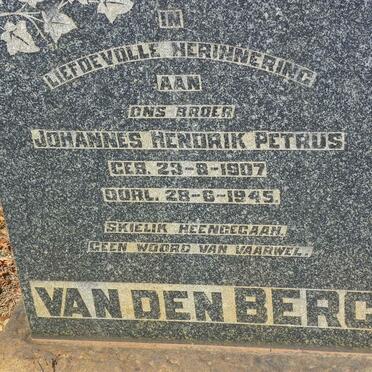 IN
LIEFDEVOLLE HERINNERING
AAN
ONS BROER
JOHANNES HENDRIK PETRUS
GEB. 23-8-1907
OORL. 28-6-1945.
SKIELIK HEENGEGAAN,
GEEN WOORD VAN VAARWEL.
VAN DEN BERG